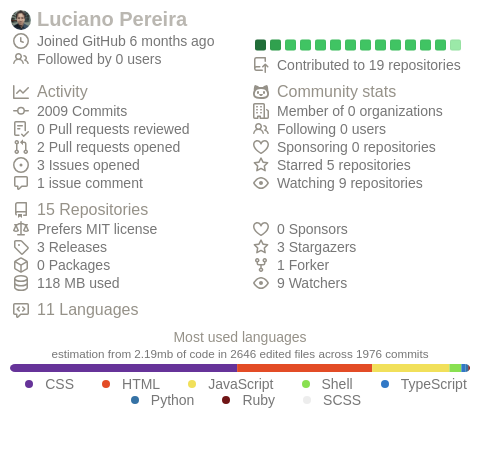 Luciano Pereira
Joined GitHub 6 months ago
Followed by 0 users
Contributed to 19 repositories
Activity
2009 Commits
0 Pull requests reviewed
2 Pull requests opened
3 Issues opened
1 issue comment
Community stats
Member of 0 organizations
Following 0 users
Sponsoring 0 repositories
Starred 5 repositories
Watching 9 repositories
15 Repositories
Prefers MIT license
3 Releases
0 Packages
118 MB used
0 Sponsors
3 Stargazers
1 Forker
9 Watchers
11 Languages
Most used languages
estimation from 2.19mb of code in 2646 edited files across 1976 commits
CSS HTML JavaScript Shell TypeScript
Python Ruby SCSS